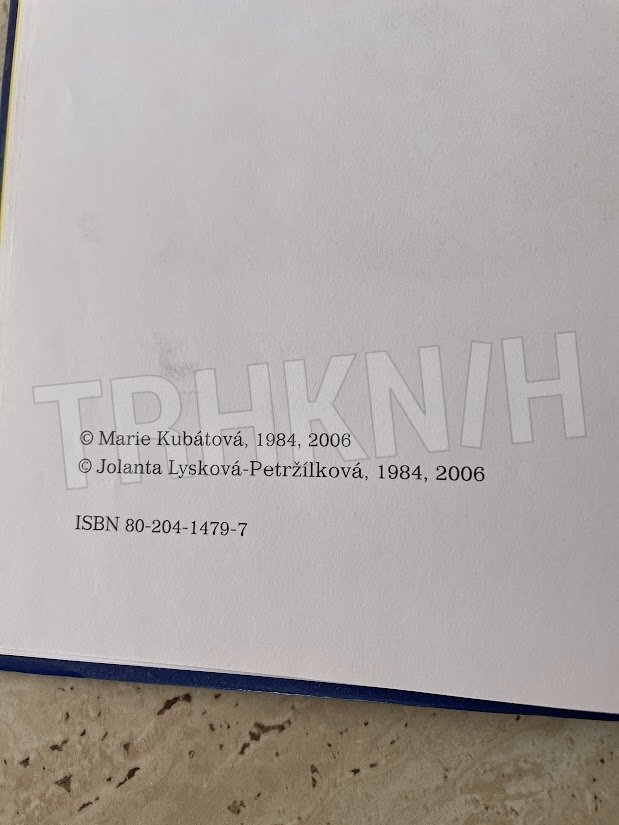 TRHKNIH
© Marie Kubátová, 1984, 2006
© Jolanta Lysková-Petržílková, 1984, 2006
ISBN 80-204-1479-7